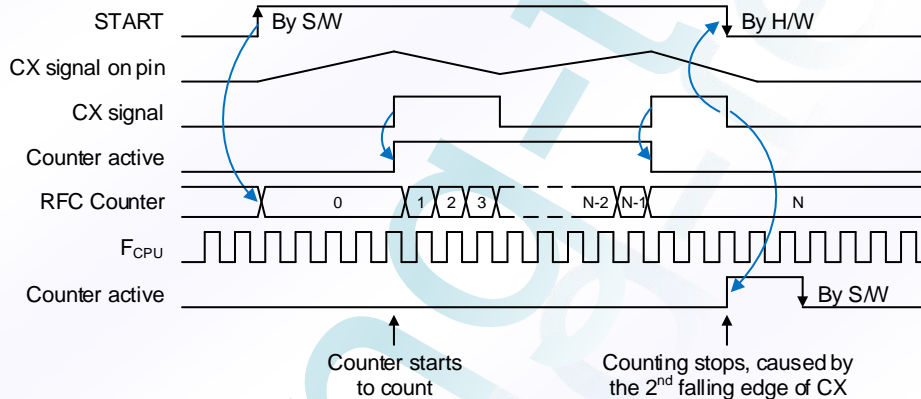 START
By S/W
By H/W
CX signal on pin
CX signal
Counter active
RFC Counter
0
1
2
3
N-2
N-1
N
FCPU
Counter active
By S/W
Counter starts
to count
Counting stops, caused by
the 2nd falling edge of CX